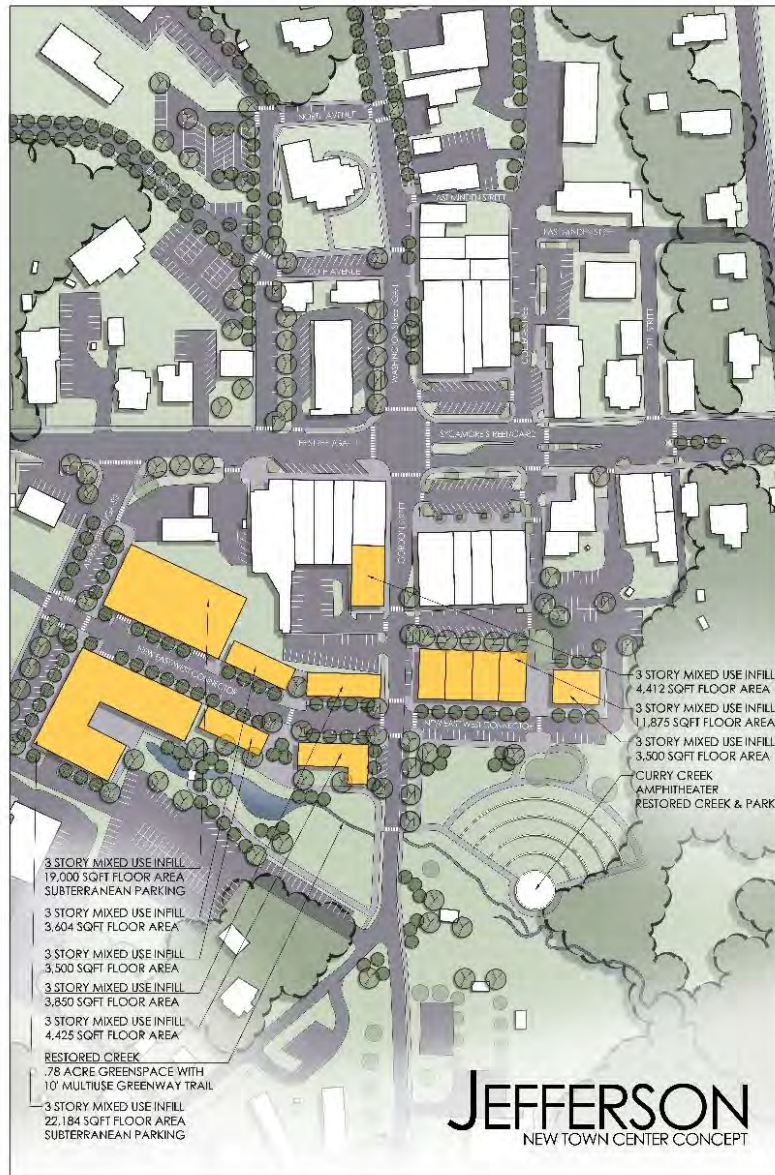 NORTH AVENUE
EAST MINDEN STREET
SOUTH AVENUE
WASHINGTON STREET
COLLEGE STREET
SYCAMORE STREET
GORDON STREET
NEW EAST WEST CONNECTOR
NEW EAST WEST CONNECTOR
3 STORY MIXED USE INFILL
4,412 SQFT FLOOR AREA
3 STORY MIXED USE INFILL
11,875 SQFT FLOOR AREA
3 STORY MIXED USE INFILL
3,500 SQFT FLOOR AREA
CURRY CREEK
AMPHITHEATER
RESTORED CREEK & PARK
3 STORY MIXED USE INFILL
19,000 SQFT FLOOR AREA
SUBTERRANEAN PARKING
3 STORY MIXED USE INFILL
3,604 SQFT FLOOR AREA
3 STORY MIXED USE INFILL
3,500 SQFT FLOOR AREA
3 STORY MIXED USE INFILL
3,850 SQFT FLOOR AREA
3 STORY MIXED USE INFILL
4,425 SQFT FLOOR AREA
RESTORED CREEK
.78 ACRE GREENSPACE WITH
10' MULTIUSE GREENWAY TRAIL
3 STORY MIXED USE INFILL
22,184 SQFT FLOOR AREA
SUBTERRANEAN PARKING
JEFFERSON
NEW TOWN CENTER CONCEPT